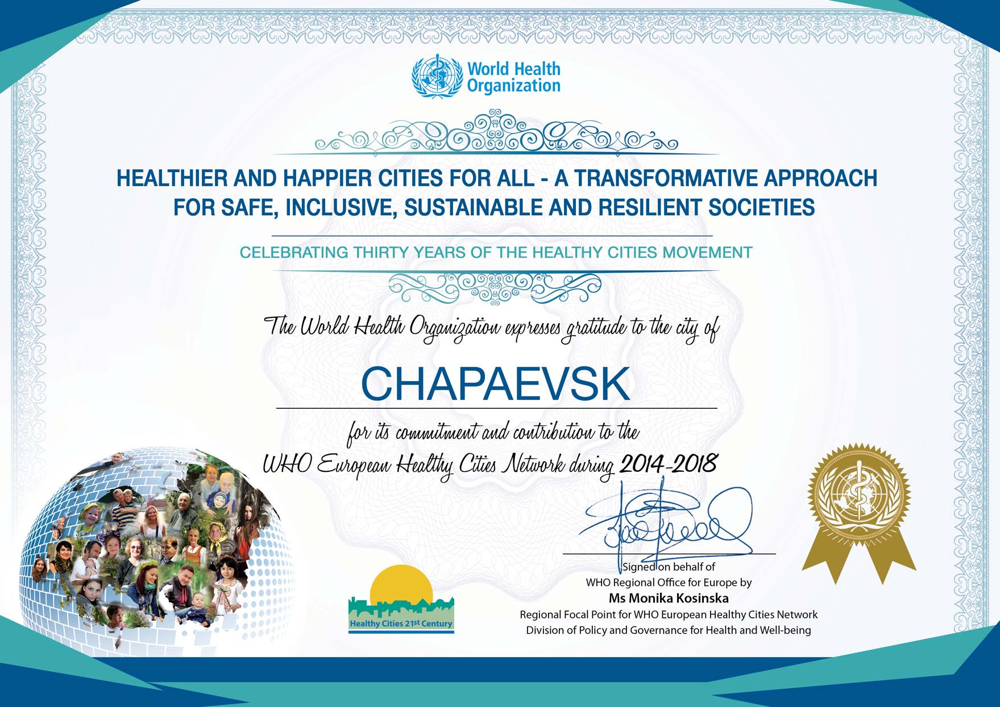 World Health
Organization
HEALTHIER AND HAPPIER CITIES FOR ALL - A TRANSFORMATIVE APPROACH
FOR SAFE, INCLUSIVE, SUSTAINABLE AND RESILIENT SOCIETIES
CELEBRATING THIRTY YEARS OF THE HEALTHY CITIES MOVEMENT
The World Health Organization expresses gratitude to the city of
CHAPAEVSK
for its commitment and contribution to the
WHO European Healthy Cities Network during 2014-2018
Signed on behalf of
WHO Regional Office for Europe by
Ms Monika Kosinska
Regional Focal Point for WHO European Healthy Cities Network
Division of Policy and Governance for Health and Well-being
Healthy Cities 21st Century